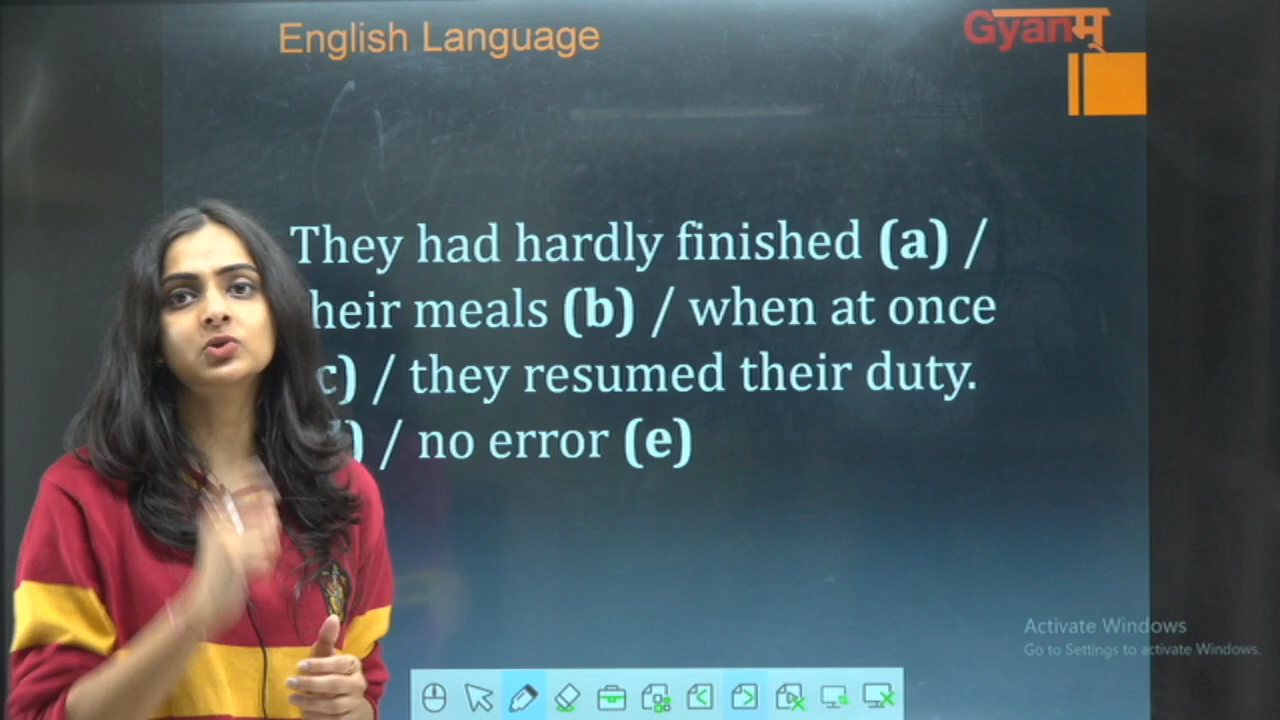 English Language
Gyanम्
They had hardly finished (a) /
heir meals (b) / when at once
c) / they resumed their duty.
) / no error (e)
Activate Windows
Go to Settings to activate Windows.